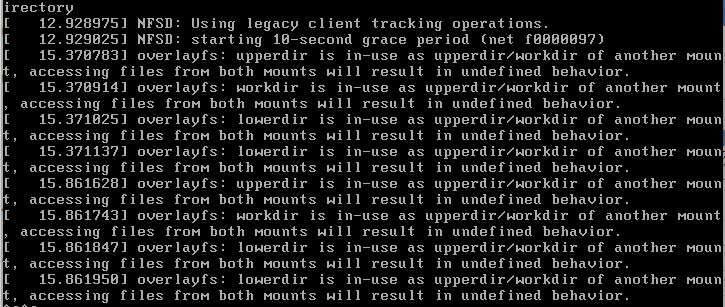 irectory
[   12.928975] NFSD: Using legacy client tracking operations.
[   12.929025] NFSD: starting 10-second grace period (net f0000097)
[   15.370783] overlayfs: upperdir is in-use as upperdir/workdir of another moun
t, accessing files from both mounts will result in undefined behavior.
[   15.370914] overlayfs: workdir is in-use as upperdir/workdir of another mount
, accessing files from both mounts will result in undefined behavior.
[   15.371025] overlayfs: lowerdir is in-use as upperdir/workdir of another moun
t, accessing files from both mounts will result in undefined behavior.
[   15.371137] overlayfs: lowerdir is in-use as upperdir/workdir of another moun
t, accessing files from both mounts will result in undefined behavior.
[   15.861628] overlayfs: upperdir is in-use as upperdir/workdir of another moun
t, accessing files from both mounts will result in undefined behavior.
[   15.861743] overlayfs: workdir is in-use as upperdir/workdir of another mount
, accessing files from both mounts will result in undefined behavior.
[   15.861847] overlayfs: lowerdir is in-use as upperdir/workdir of another moun
t, accessing files from both mounts will result in undefined behavior.
[   15.861950] overlayfs: lowerdir is in-use as upperdir/workdir of another moun
t, accessing files from both mounts will result in undefined behavior.